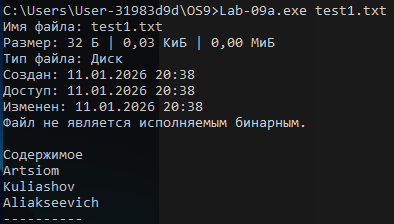 C:\Users\User-31983d9d\OS9>Lab-09a.exe test1.txt
Имя файла: test1.txt
Размер: 32 Б | 0,03 КиБ | 0,00 МиБ
Тип файла: Диск
Создан: 11.01.2026 20:38
Доступ: 11.01.2026 20:38
Изменен: 11.01.2026 20:38
Файл не является исполняемым бинарным.
Содержимое
Artsiom
Kuliashov
Aliakseevich
----------